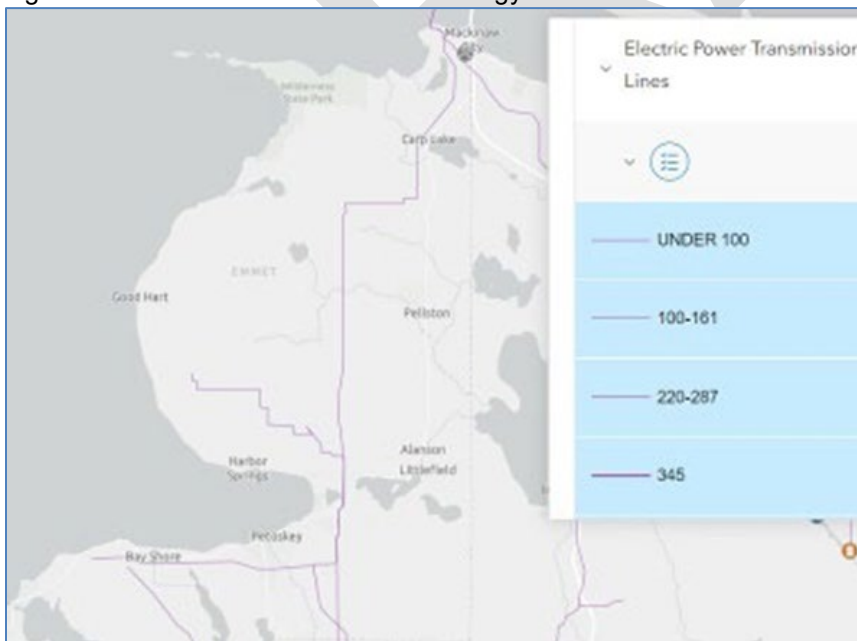 Mackinaw
City
Wilderness
State Park
Carp Lake
EMMET
Good Hart
Pellston
Harbor
Springs
Alanson
Littlefield
Petoskey
Bay Shore
Electric Power Transmission
Lines
UNDER 100
100-161
220-287
345